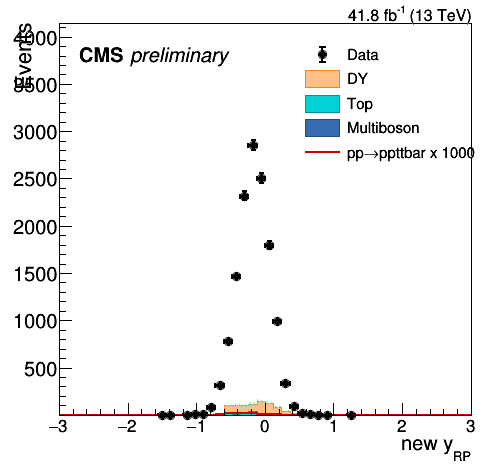 41.8 fb⁻¹ (13 TeV)
Events
CMS preliminary
Data
DY
Top
Multiboson
pp→ppttbar x 1000
4000
3500
3000
2500
2000
1500
1000
500
−3 −2 −1 0 1 2 3
new y_RP